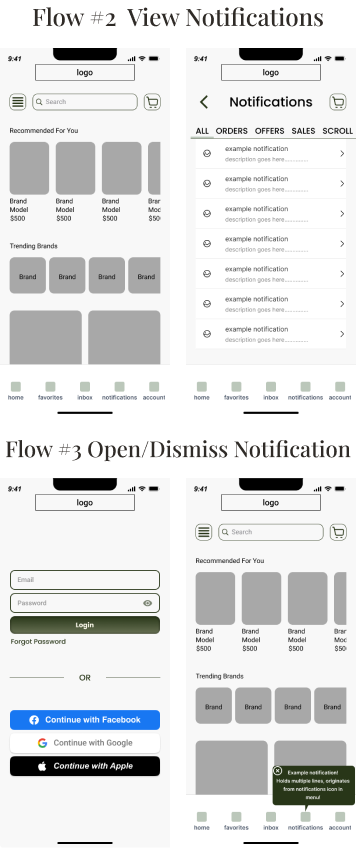 Flow #2 View Notifications
9:41
logo
Search
Recommended For You
Brand Brand Brand Brand
Model Model Model Mod
$500 $500 $500 $50
Trending Brands
Brand Brand Brand Brand
home favorites inbox notifications account
9:41
logo
Notifications
ALL ORDERS OFFERS SALES SCROLL
example notification
description goes here..............
example notification
description goes here..............
example notification
description goes here..............
example notification
description goes here..............
example notification
description goes here..............
example notification
description goes here..............
example notification
description goes here..............
home favorites inbox notifications account
Flow #3 Open/Dismiss Notification
9:41
logo
Email
Password
Login
Forgot Password
OR
Continue with Facebook
Continue with Google
Continue with Apple
9:41
logo
Search
Recommended For You
Brand Brand Brand Bran
Model Model Model Mod
$500 $500 $500 $50
Trending Brands
Brand Brand Brand Brand
Example notification!
Holds multiple lines, originates
from notifications icon in
menu!
home favorites inbox notifications account